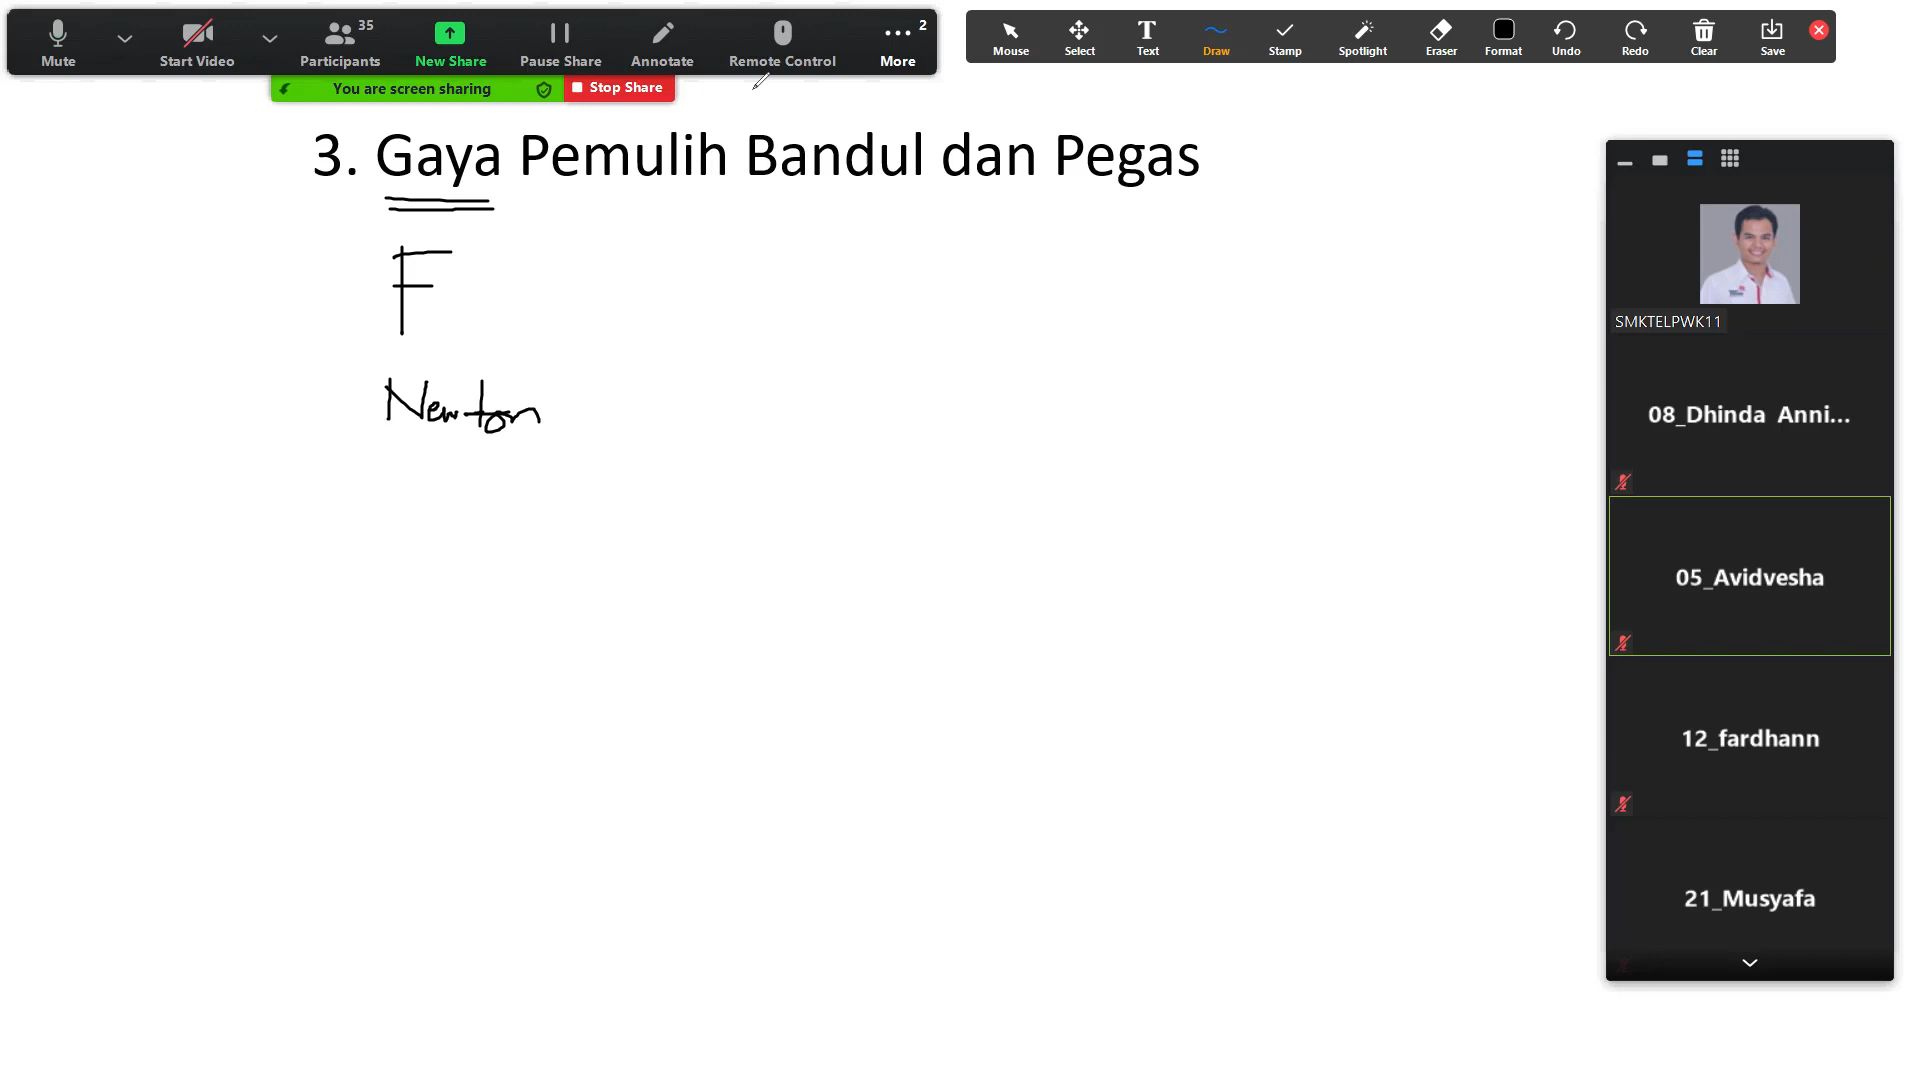 35
2
Mute
Start Video
Participants
New Share
Pause Share
Annotate
Remote Control
More
Mouse
Select
T
Text
Draw
Stamp
Spotlight
Eraser
Format
Undo
Redo
Clear
Save
You are screen sharing
Stop Share
3. Gaya Pemulih Bandul dan Pegas
F
Newton
SMKTELPWK11
08_Dhinda Anni...
05_Avidvesha
12_fardhann
21_Musyafa